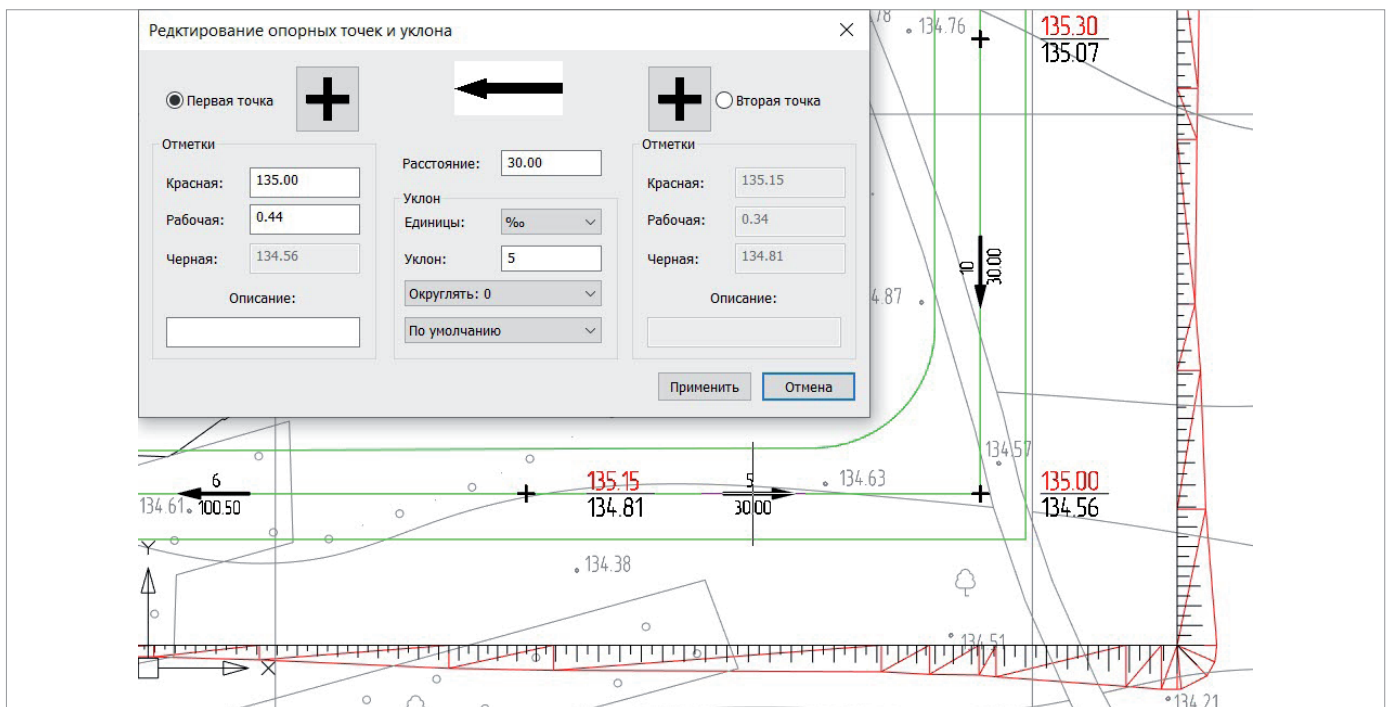 Редктирование опорных точек и уклона
Первая точка
Вторая точка
Отметки
Красная: 135.00
Рабочая: 0.44
Черная: 134.56
Описание:
Расстояние: 30.00
Уклон
Единицы: ‰
Уклон: 5
Округлять: 0
По умолчанию
Отметки
Красная: 135.15
Рабочая: 0.34
Черная: 134.81
Описание:
Применить Отмена
134.76
135.30
135.07
10
30.00
134.57
6
100.50
134.61
135.15
134.81
5
30.00
134.63
135.00
134.56
134.38
Y
X
134.51
134.21